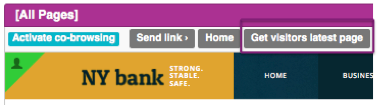 [All Pages]
Activate co-browsing Send link › Home Get visitors latest page
NY bank STRONG. STABLE. SAFE. HOME BUSINES